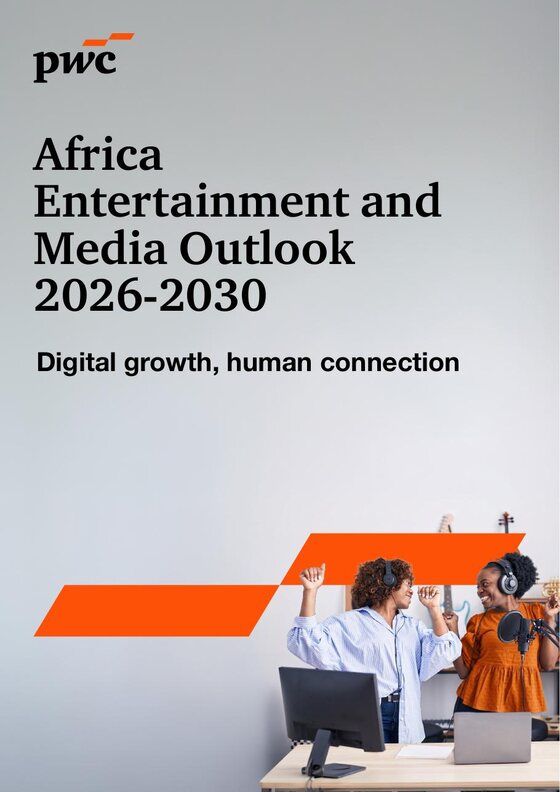 pwc
Africa
Entertainment and
Media Outlook
2026-2030
Digital growth, human connection